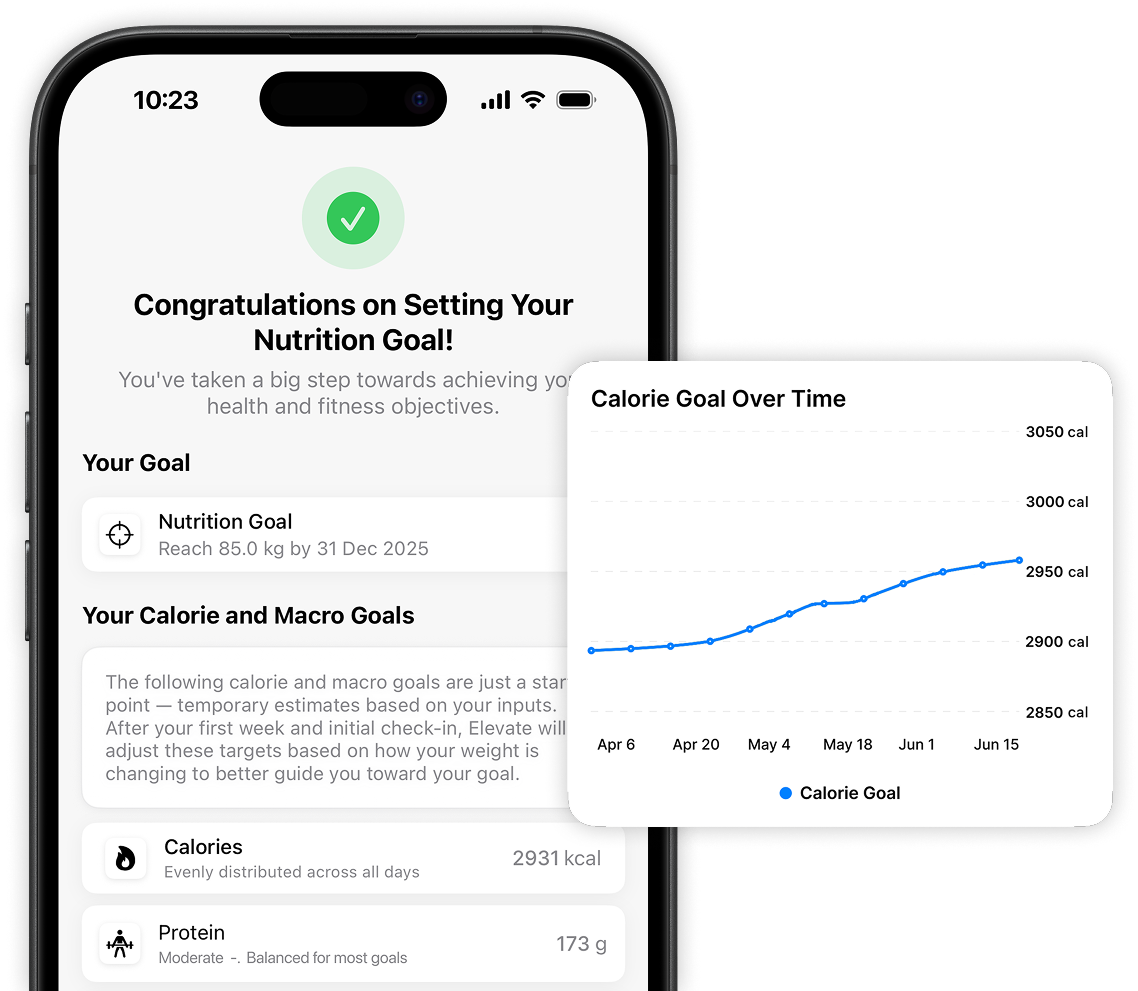 10:23
Congratulations on Setting Your
Nutrition Goal!
You've taken a big step towards achieving
health and fitness objectives.
Your Goal
Nutrition Goal
Reach 85.0 kg by 31 Dec 2025
Your Calorie and Macro Goals
The following calorie and macro goals are just a
point — temporary estimates based on your inputs.
After your first week and initial check-in, Elevate will
adjust these targets based on how your weight is
changing to better guide you toward your goal.
Calories
Evenly distributed across all days
2931 kcal
Protein
Moderate -. Balanced for most goals
173 g
Calorie Goal Over Time
3050 cal
3000 cal
2950 cal
2900 cal
2850 cal
Apr 6 Apr 20 May 4 May 18 Jun 1 Jun 15
Calorie Goal